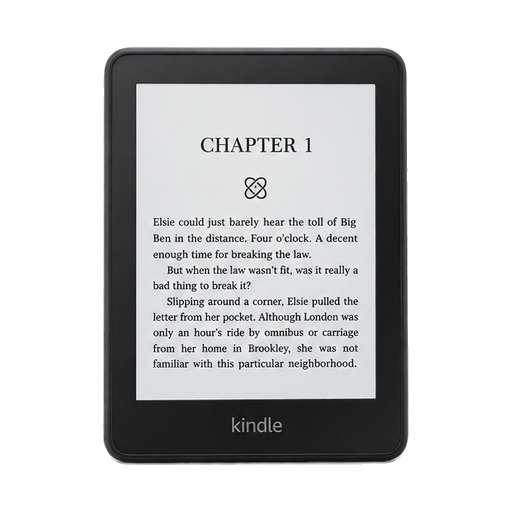 CHAPTER 1
Elsie could just barely hear the toll of Big
Ben in the distance. Four o'clock. A decent
enough time for breaking the law.
But when the law wasn't fit, was it really a
bad thing to break it?
Slipping around a corner, Elsie pulled the
letter from her pocket. Although Londen was
only an hour's ride by omnibus or carriage
from her home in Brookley, she was not
familiar with this particular neighborhood.
kindle